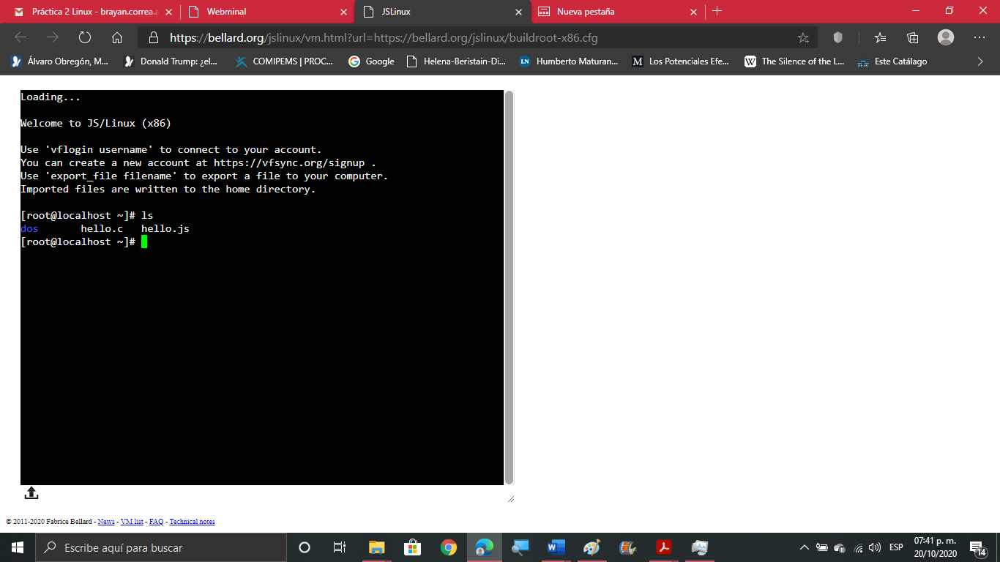 Práctica 2 Linux - brayan.correa.a
Webminal
JSLinux
Nueva pestaña
https://bellard.org/jslinux/vm.html?url=https://bellard.org/jslinux/buildroot-x86.cfg
Álvaro Obregón, M...
Donald Trump: ¿el...
COMIPEMS | PROC...
Google
Helena-Beristain-Di...
LN Humberto Maturan...
M Los Potenciales Efe...
W The Silence of the L...
Este Catálago
Loading...
Welcome to JS/Linux (x86)
Use 'vflogin username' to connect to your account.
You can create a new account at https://vfsync.org/signup .
Use 'export_file filename' to export a file to your computer.
Imported files are written to the home directory.
[root@localhost ~]# ls
dos       hello.c   hello.js
[root@localhost ~]#
© 2011-2020 Fabrice Bellard - News - VM list - FAQ - Technical notes
Escribe aquí para buscar
ESP
07:41 p. m.
20/10/2020
14